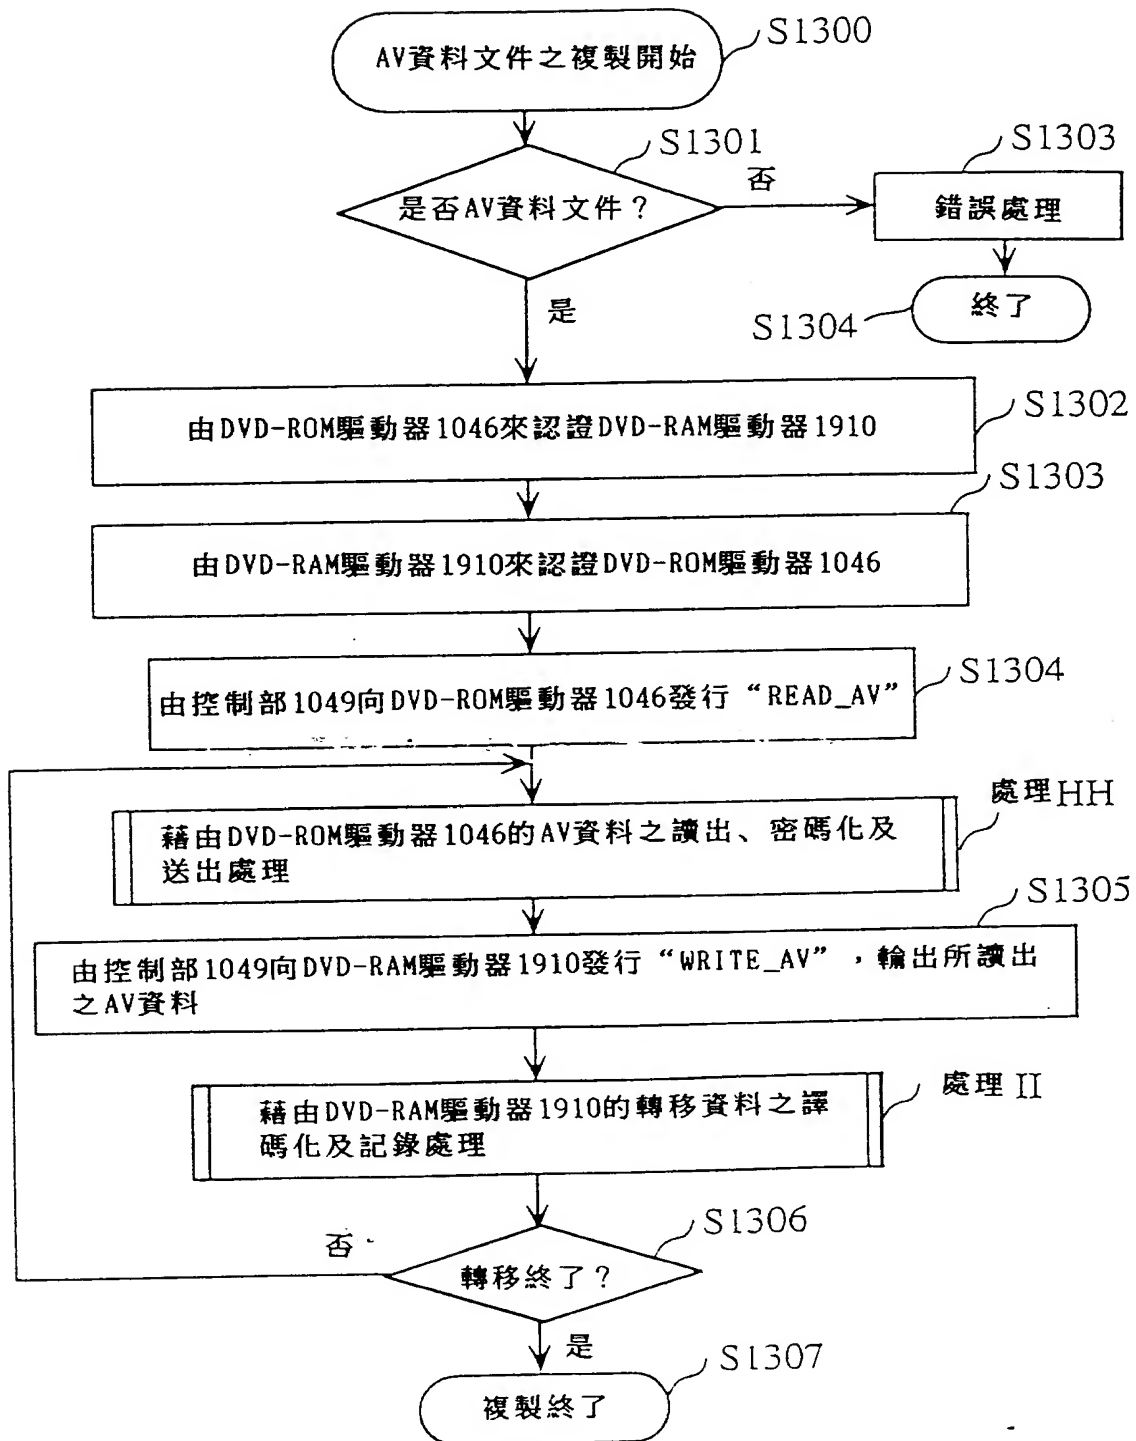 S1300
AV資料文件之複製開始
S1301
S1303
是否AV資料文件？
否
錯誤處理
是
S1304
終了
S1302
由DVD-ROM驅動器1046來認證DVD-RAM驅動器1910
S1303
由DVD-RAM驅動器1910來認證DVD-ROM驅動器1046
S1304
由控制部1049向DVD-ROM驅動器1046發行“READ_AV”
處理HH
藉由DVD-ROM驅動器1046的AV資料之讀出、密碼化及
送出處理
S1305
由控制部1049向DVD-RAM驅動器1910發行“WRITE_AV”，輸出所讀出
之AV資料
處理II
藉由DVD-RAM驅動器1910的轉移資料之譯
碼化及記錄處理
S1306
否
轉移終了？
是
S1307
複製終了